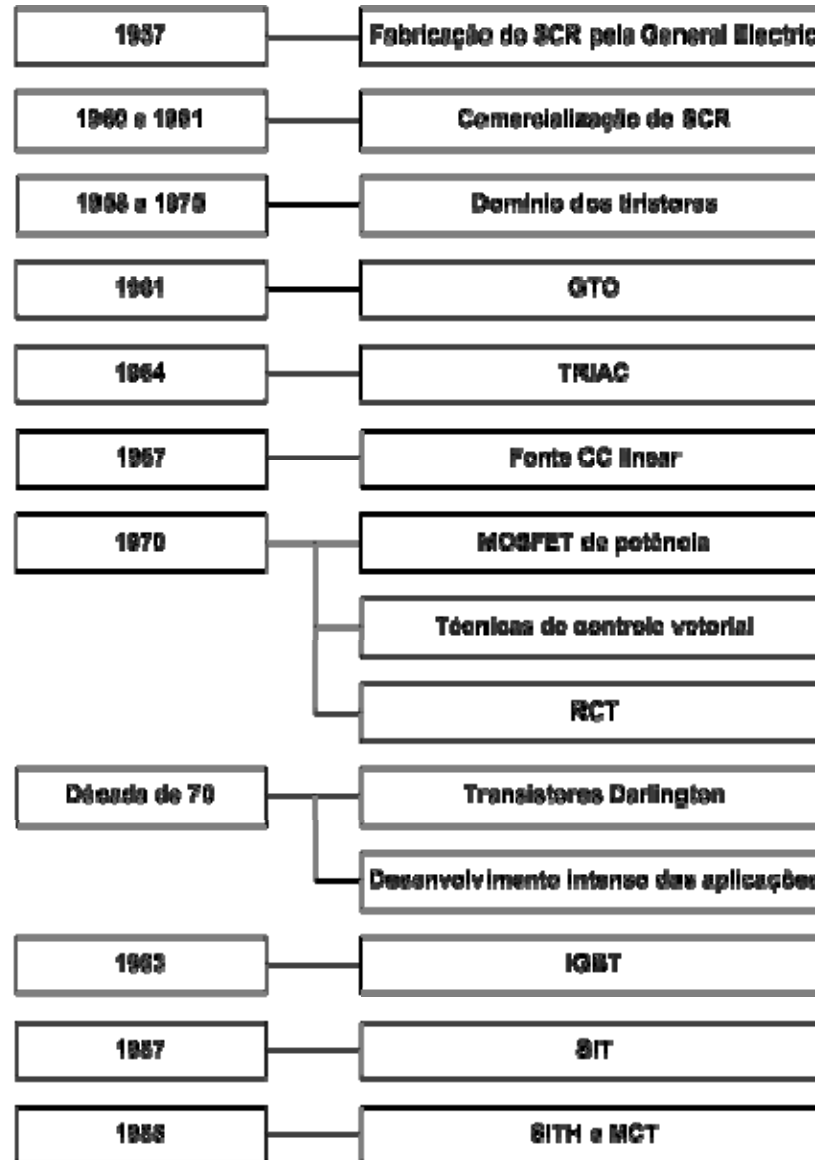 1957
Fabricação do SCR pela General Electric
1960 e 1961
Comercialização do SCR
1958 a 1975
Domínio dos tiristores
1961
GTO
1964
TRIAC
1967
Fonte CC linear
1970
MOSFET de potência
Técnicas de controle vetorial
RCT
Década de 70
Transistores Darlington
Desenvolvimento intenso das aplicações
1983
IGBT
1987
SIT
1988
SITH e MCT